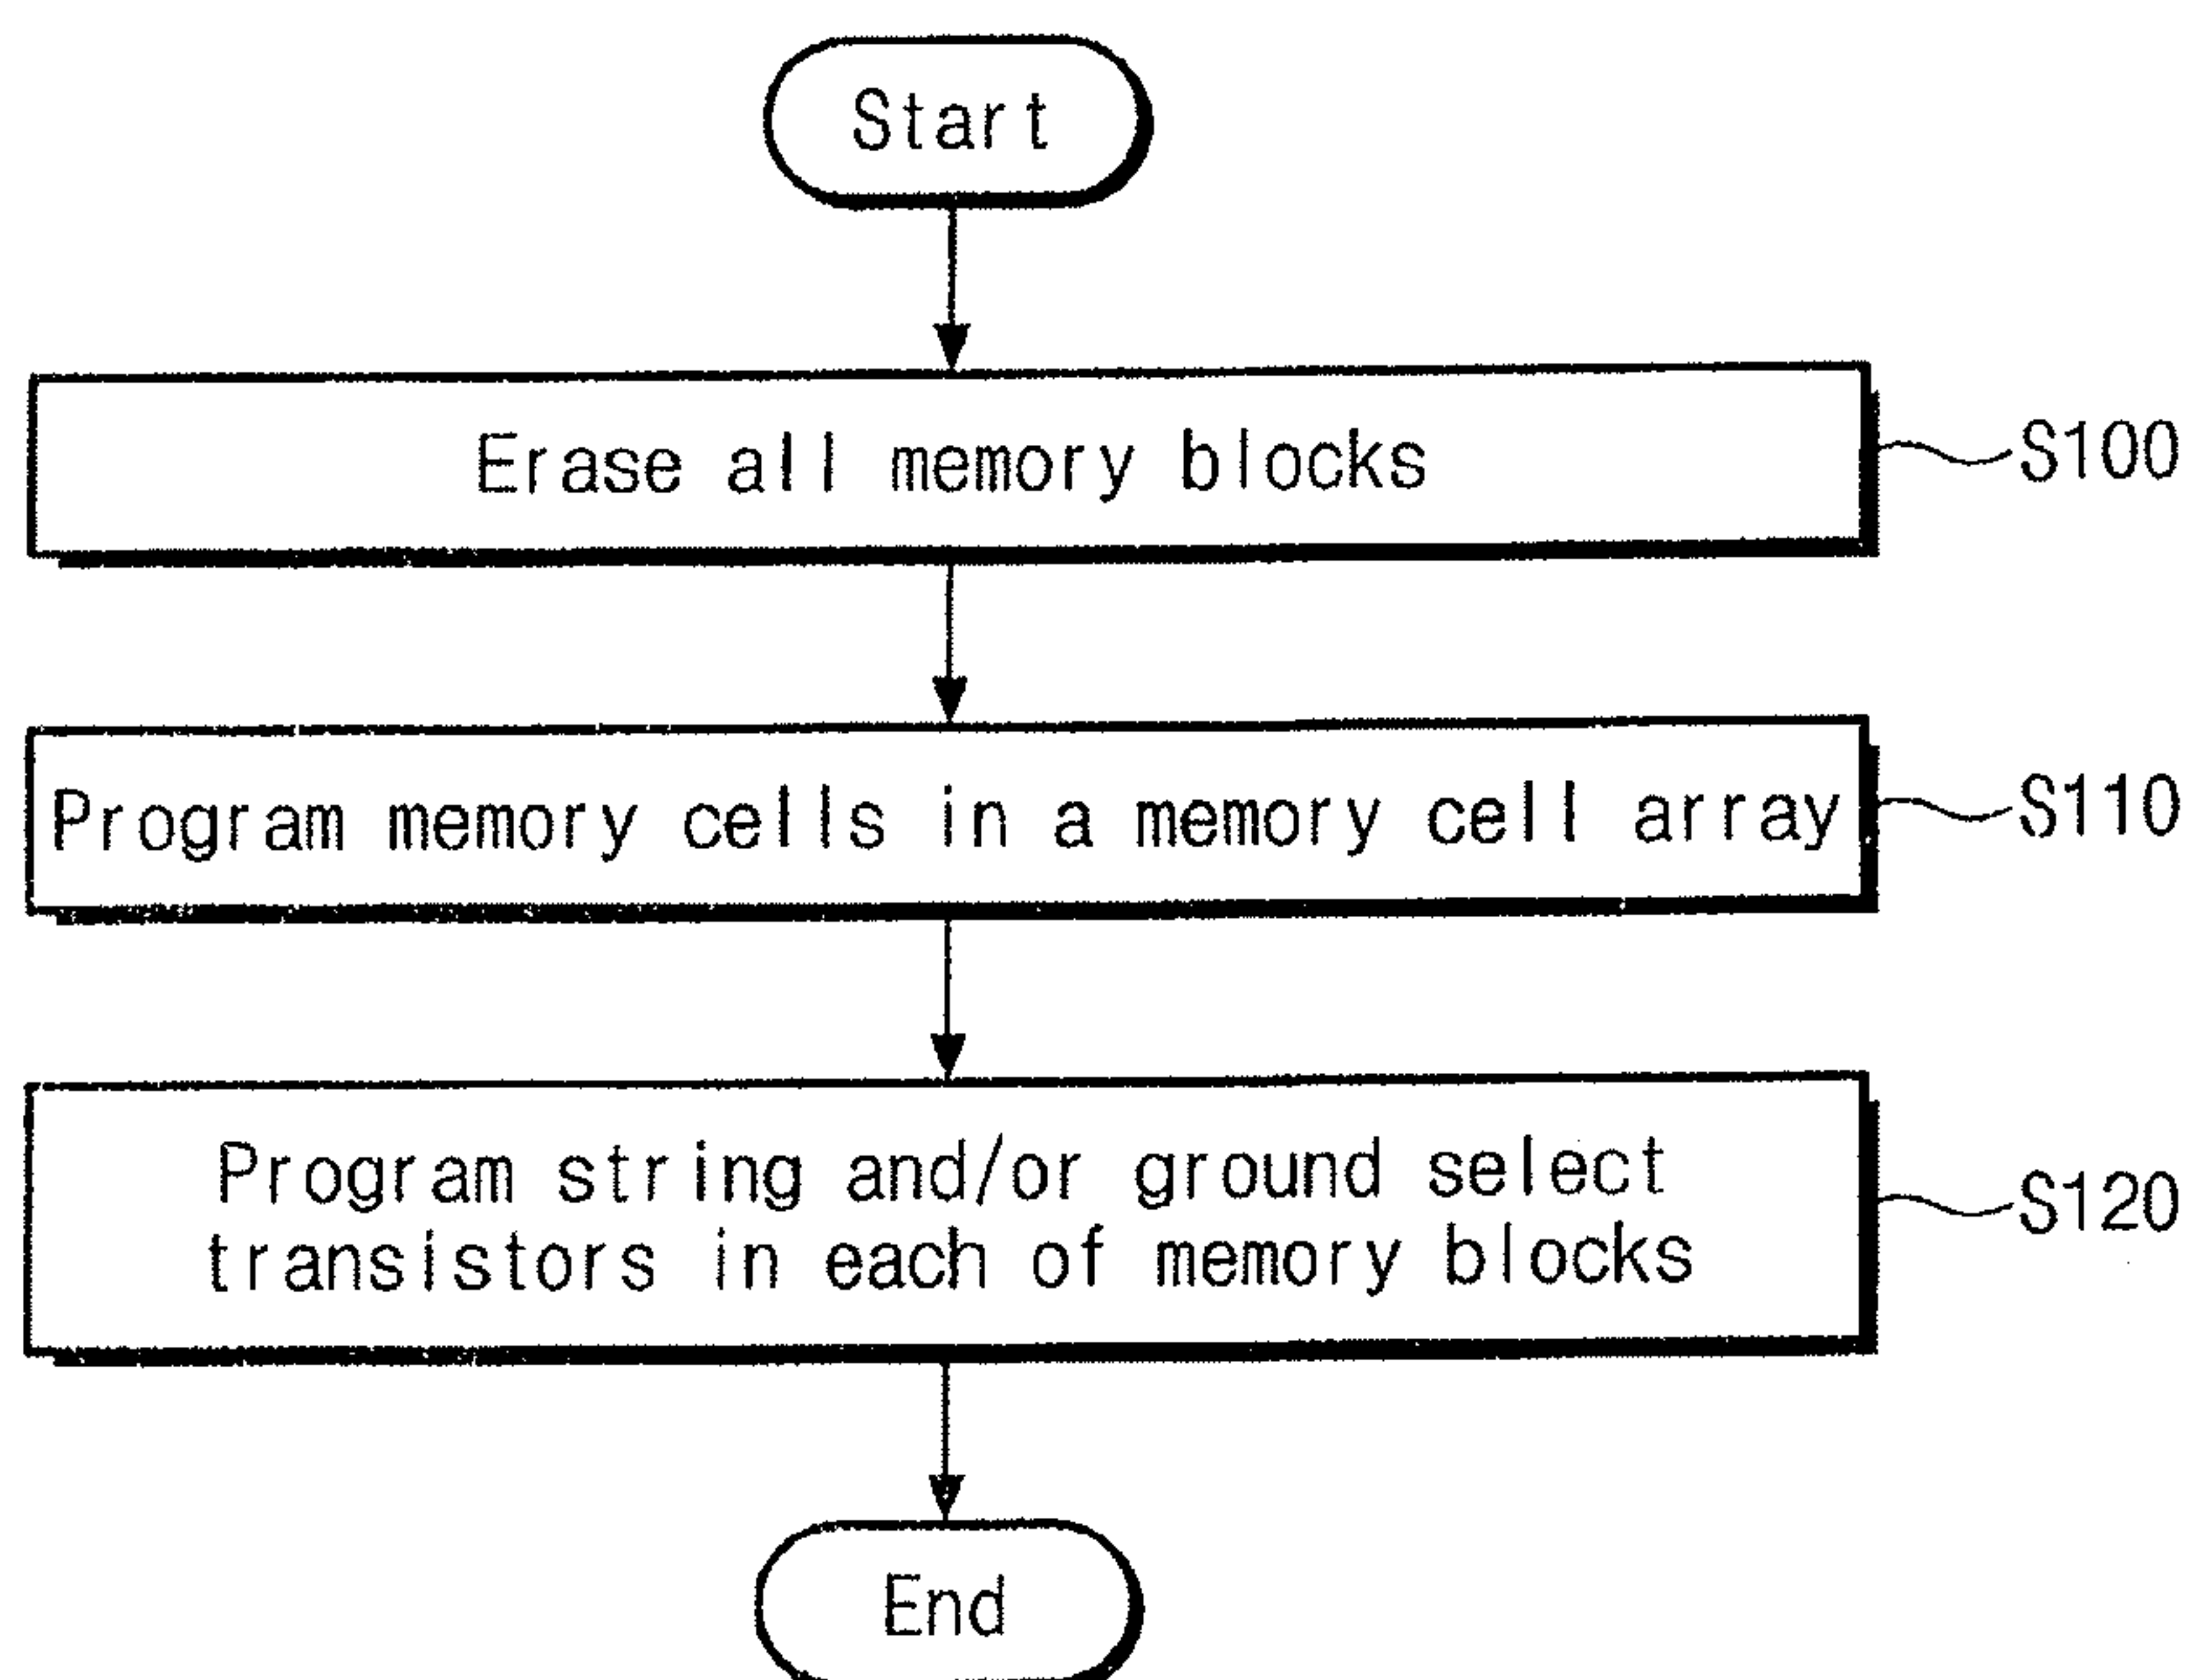 Start
Erase all memory blocks
S100
Program memory cells in a memory cell array
S110
Program string and/or ground select
transistors in each of memory blocks
S120
End